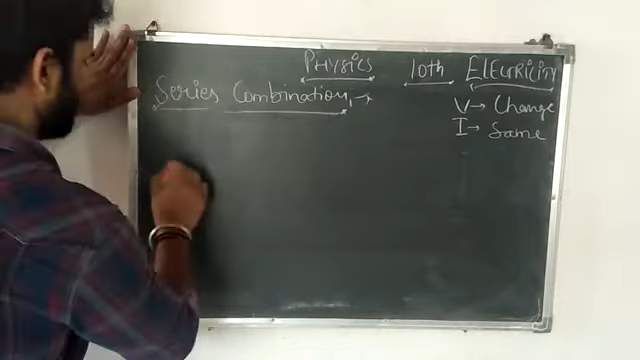 PHYSICS 10th ELECTRICITY
Series Combination →
V → Change
I → Same